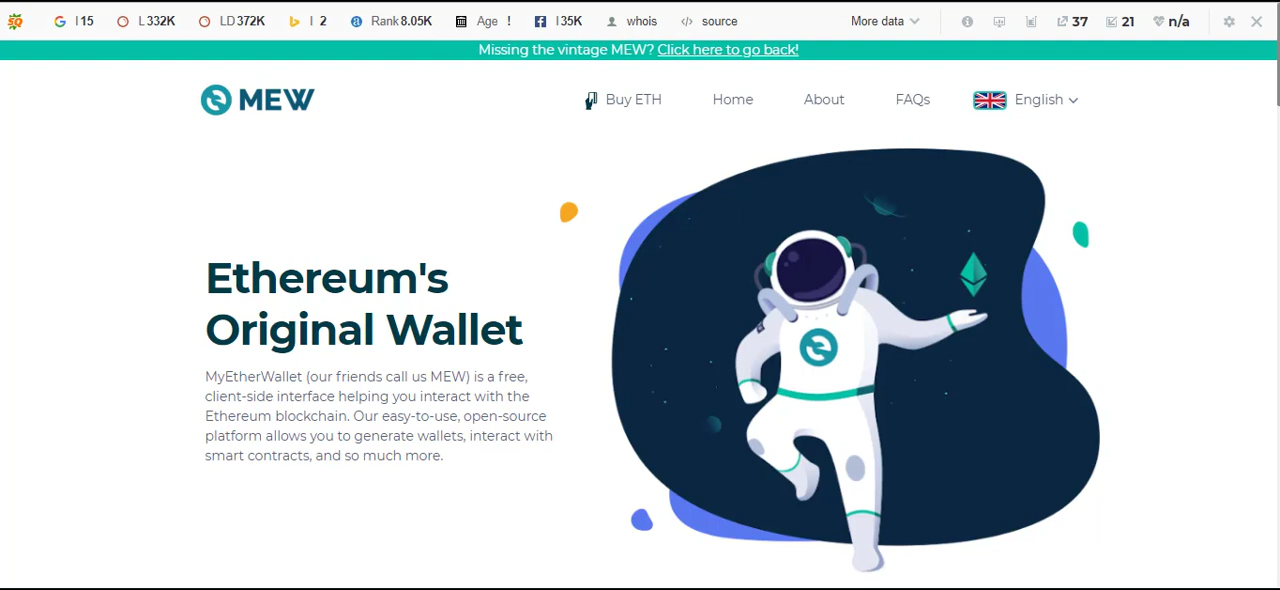 I 15 L 332K LD 372K I 2 Rank 8.05K Age ! I 35K whois source More data 37 21 n/a
Missing the vintage MEW? Click here to go back!
MEW Buy ETH Home About FAQs English
Ethereum's
Original Wallet
MyEtherWallet (our friends call us MEW) is a free,
client-side interface helping you interact with the
Ethereum blockchain. Our easy-to-use, open-source
platform allows you to generate wallets, interact with
smart contracts, and so much more.